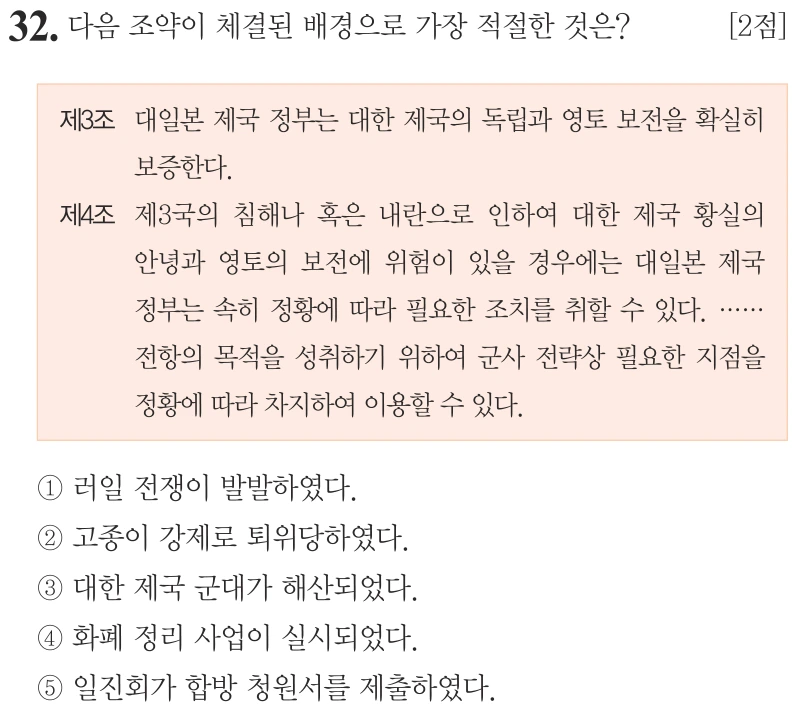 32. 다음 조약이 체결된 배경으로 가장 적절한 것은? [2점]
제3조 대일본 제국 정부는 대한 제국의 독립과 영토 보전을 확실히
보증한다.
제4조 제3국의 침해나 혹은 내란으로 인하여 대한 제국 황실의
안녕과 영토의 보전에 위험이 있을 경우에는 대일본 제국
정부는 속히 정황에 따라 필요한 조치를 취할 수 있다. ……
전항의 목적을 성취하기 위하여 군사 전략상 필요한 지점을
정황에 따라 차지하여 이용할 수 있다.
① 러일 전쟁이 발발하였다.
② 고종이 강제로 퇴위당하였다.
③ 대한 제국 군대가 해산되었다.
④ 화폐 정리 사업이 실시되었다.
⑤ 일진회가 합방 청원서를 제출하였다.